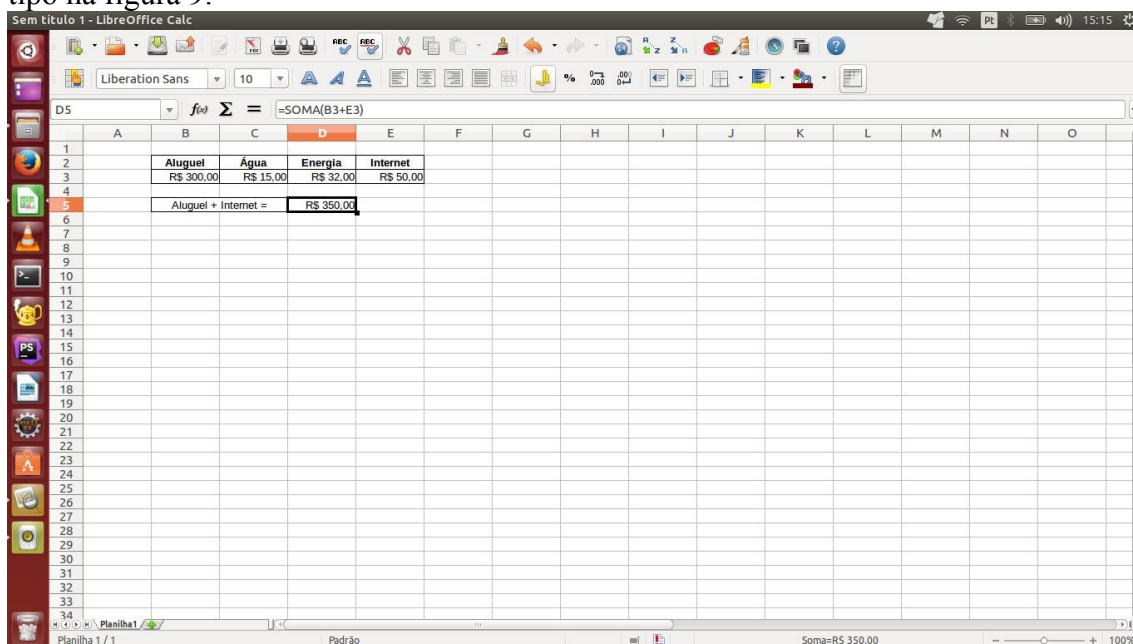 tipo na figura 9.
Sem título 1 - LibreOffice Calc
Pt
15:15
Liberation Sans
10
D5
=SOMA(B3+E3)
A B C D E F G H I J K L M N O
1
2 Aluguel Água Energia Internet
3 R$ 300,00 R$ 15,00 R$ 32,00 R$ 50,00
4
5 Aluguel + Internet = R$ 350,00
6
7
8
9
10
11
12
13
14
15
16
17
18
19
20
21
22
23
24
25
26
27
28
29
30
31
32
33
34
Planilha1
Planilha 1 / 1 Padrão Soma=R$ 350,00 100%